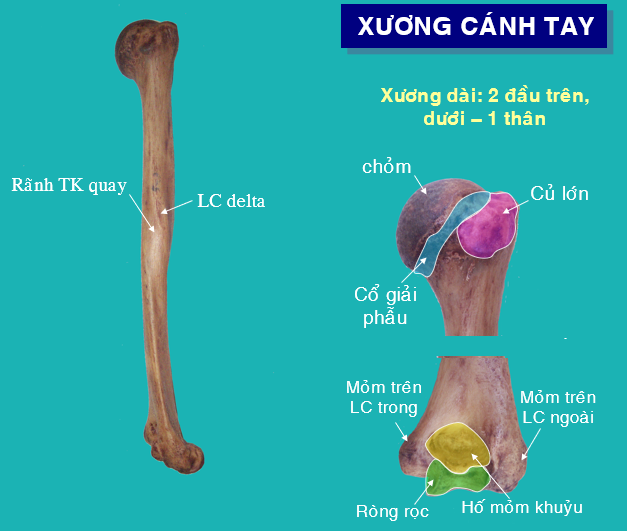 XƯƠNG CÁNH TAY
Xương dài: 2 đầu trên,
dưới – 1 thân
chỏm
Củ lớn
Rãnh TK quay
LC delta
Cổ giải
phẫu
Mỏm trên
LC trong
Mỏm trên
LC ngoài
Ròng rọc
Hố mỏm khuỷu